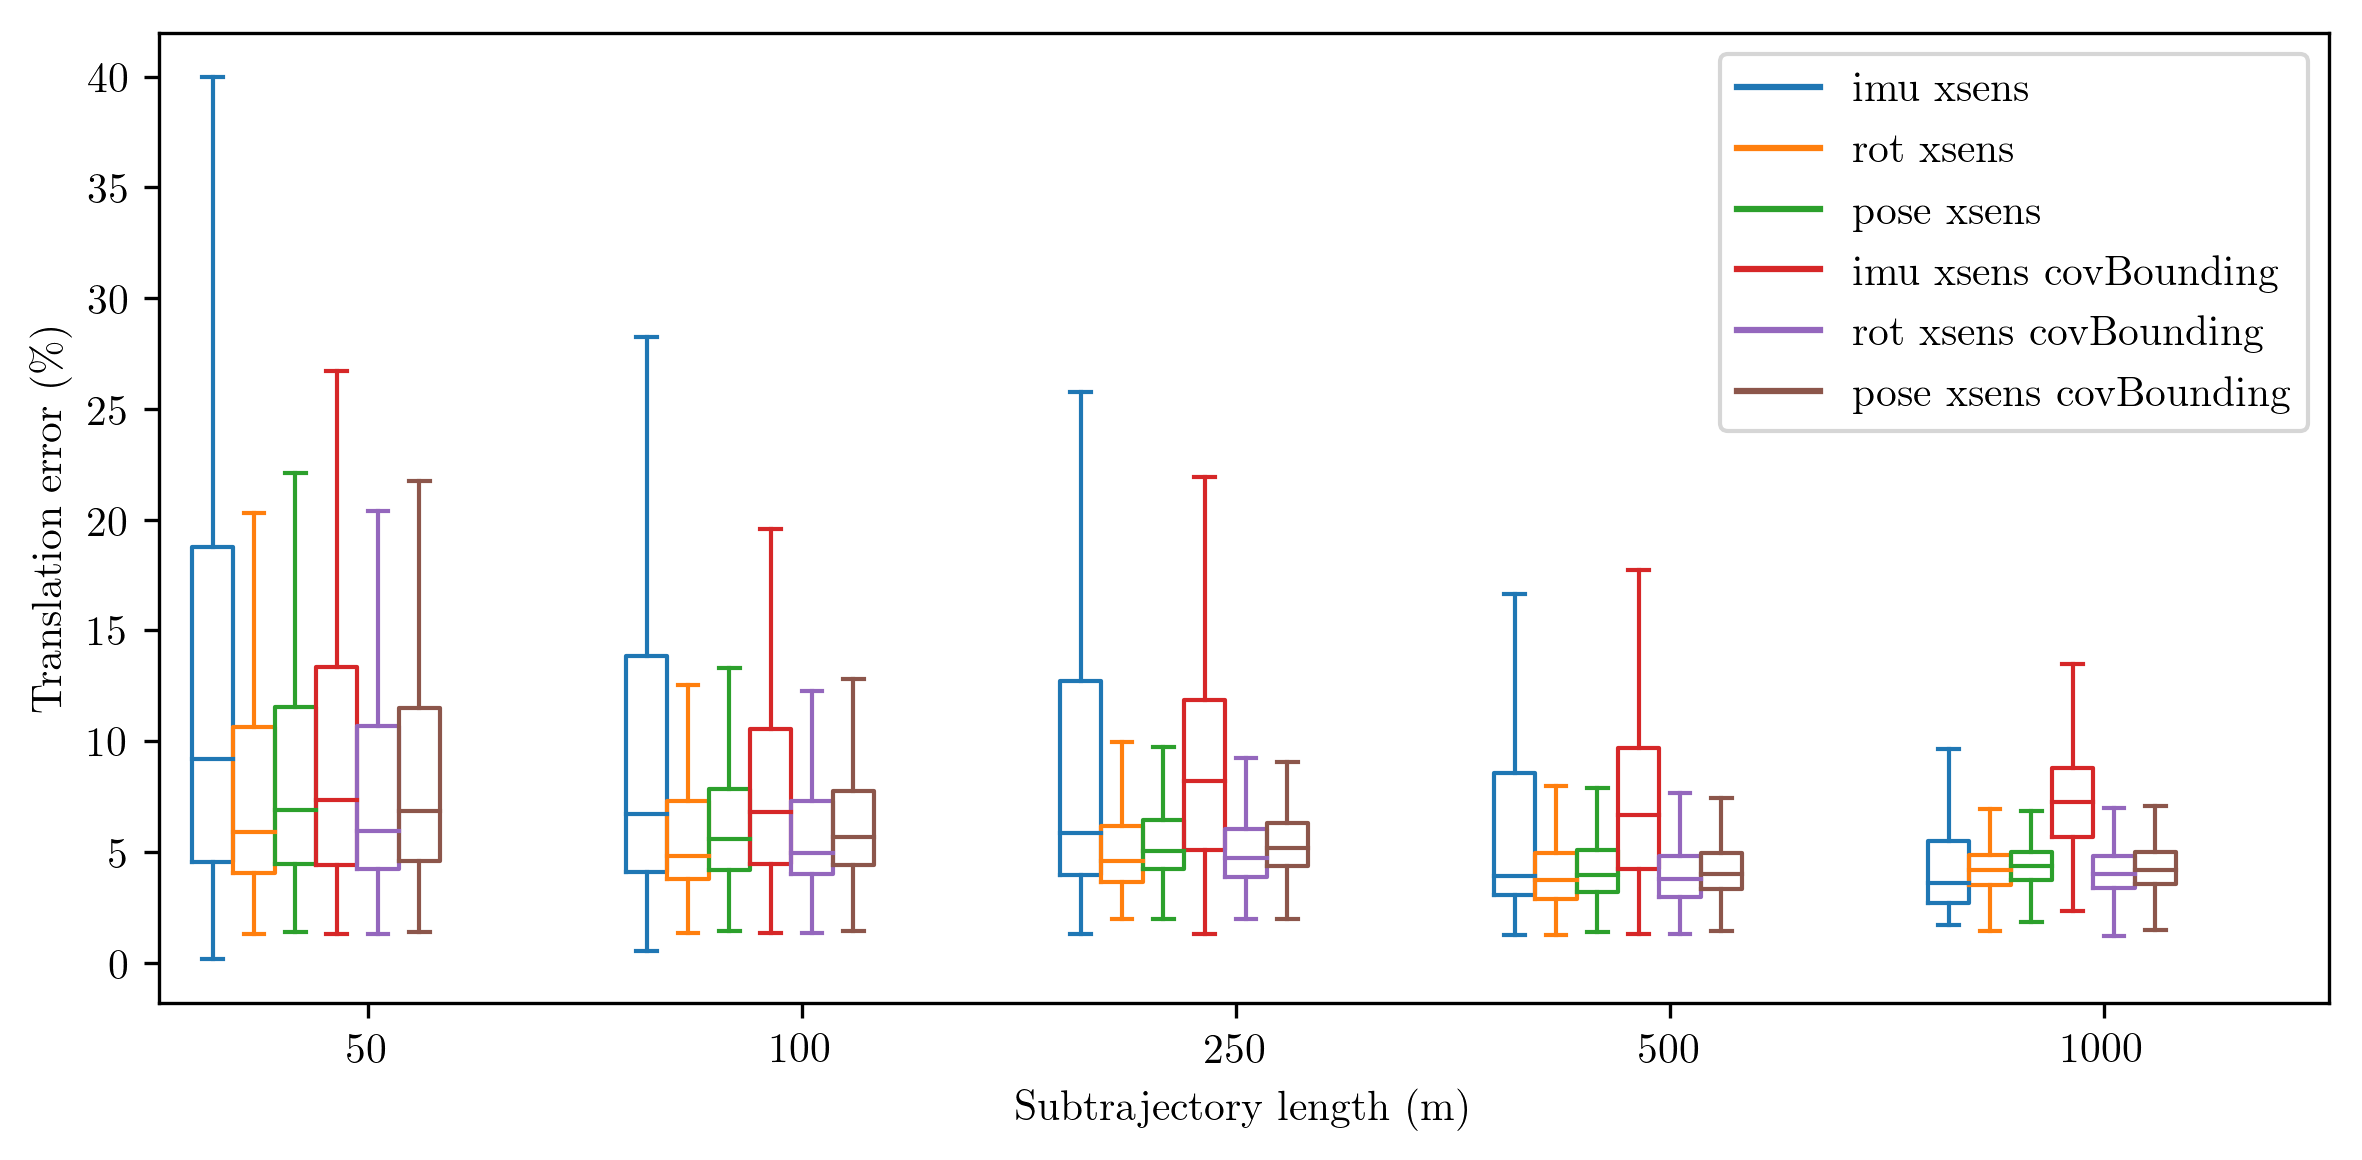 Translation error (%)
40
35
30
25
20
15
10
5
0
50
100
250
500
1000
Subtrajectory length (m)
imu xsens
rot xsens
pose xsens
imu xsens covBounding
rot xsens covBounding
pose xsens covBounding